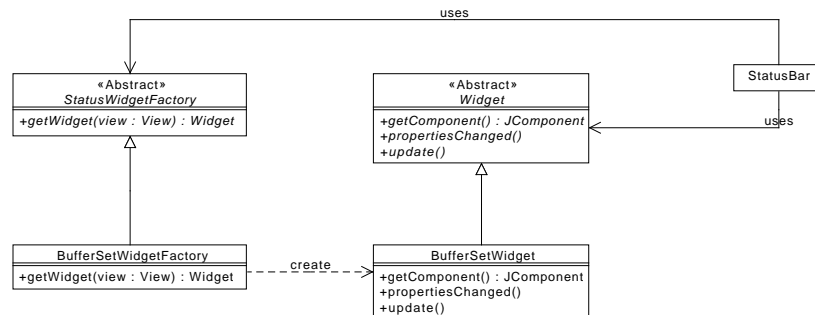 uses
«Abstract»
StatusWidgetFactory
+getWidget(view : View) : Widget
«Abstract»
Widget
+getComponent() : JComponent
+propertiesChanged()
+update()
StatusBar
uses
BufferSetWidgetFactory
+getWidget(view : View) : Widget
create
BufferSetWidget
+getComponent() : JComponent
+propertiesChanged()
+update()